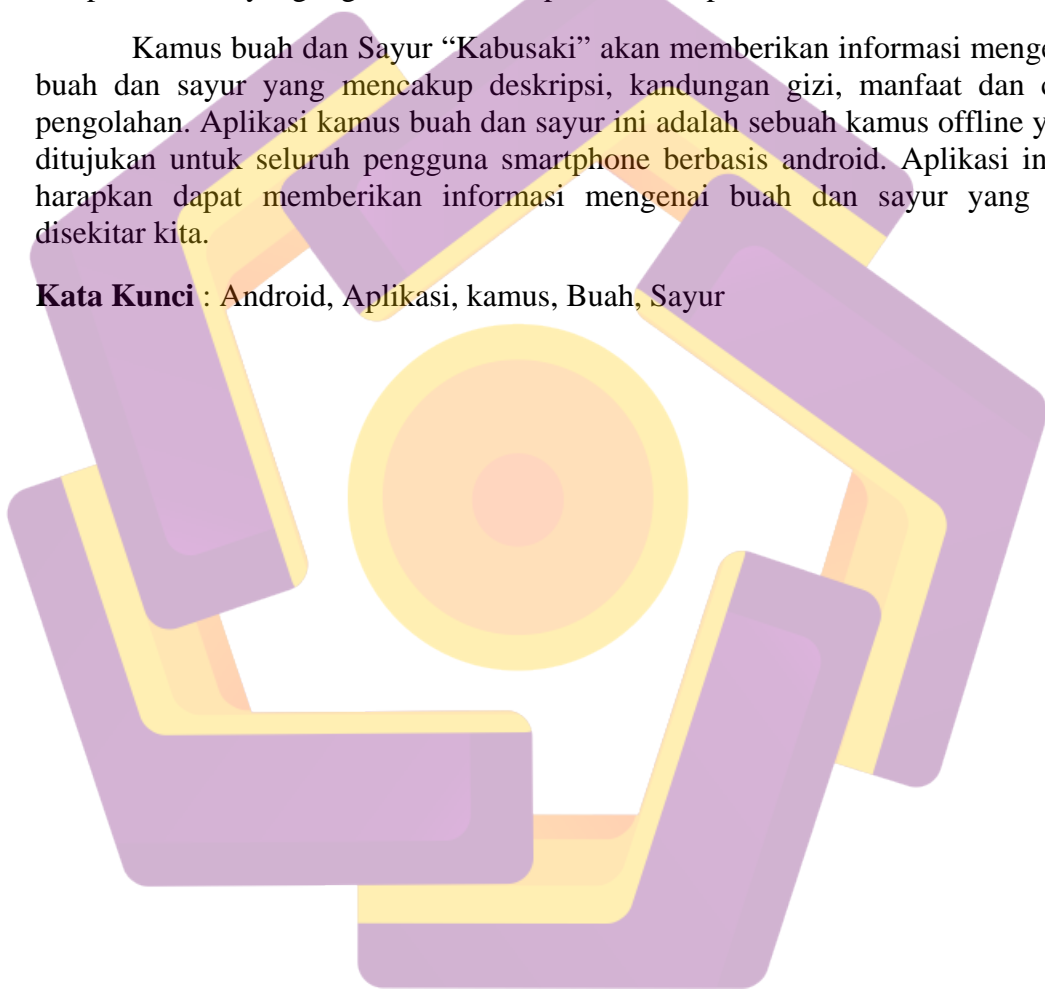 Kamus buah dan Sayur “Kabusaki” akan memberikan informasi menge
buah dan sayur yang mencakup deskripsi, kandungan gizi, manfaat dan
pengolahan. Aplikasi kamus buah dan sayur ini adalah sebuah kamus offline y
ditujukan untuk seluruh pengguna smartphone berbasis android. Aplikasi in
harapkan dapat memberikan informasi mengenai buah dan sayur yang
disekitar kita.
Kata Kunci : Android, Aplikasi, kamus, Buah, Sayur